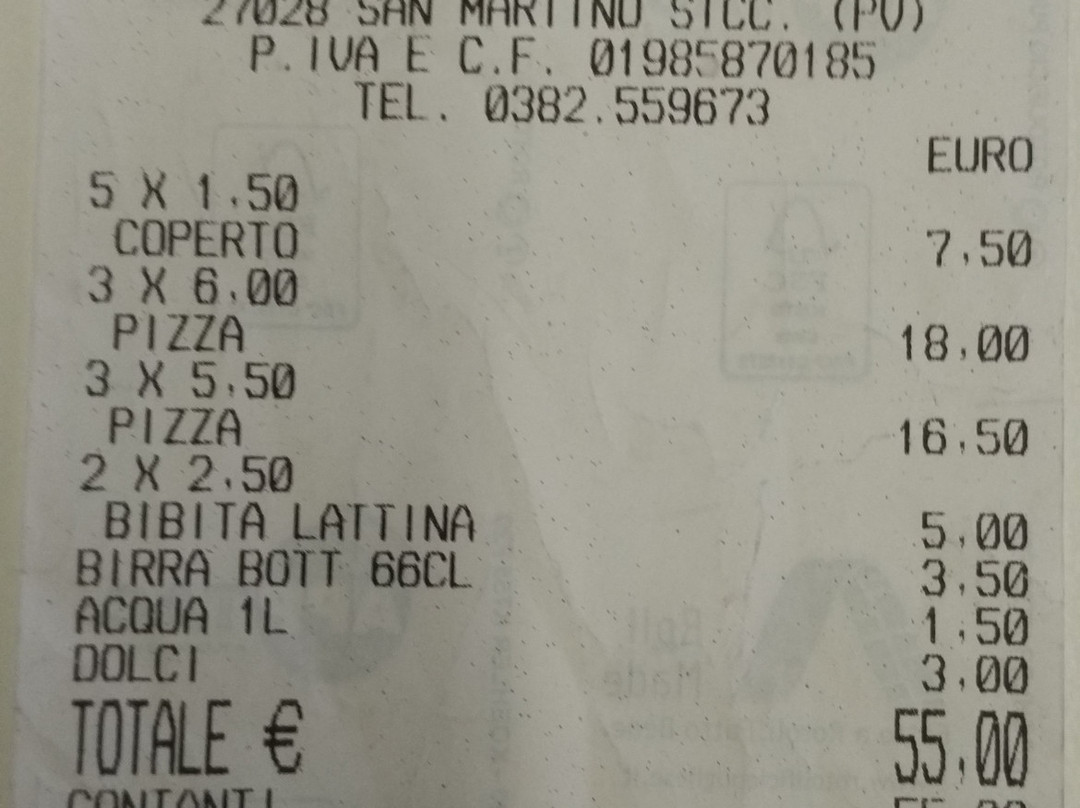 27028 SAN MARTINO SICC. (PV)
P.IVA E C.F. 01985870185
TEL. 0382.559673
EURO
5 X 1,50
COPERTO 7,50
3 X 6,00
PIZZA 18,00
3 X 5,50
PIZZA 16,50
2 X 2,50
BIBITA LATTINA 5,00
BIRRA BOTT 66CL 3,50
ACQUA 1L 1,50
DOLCI 3,00
TOTALE € 55,00
CONTANTI